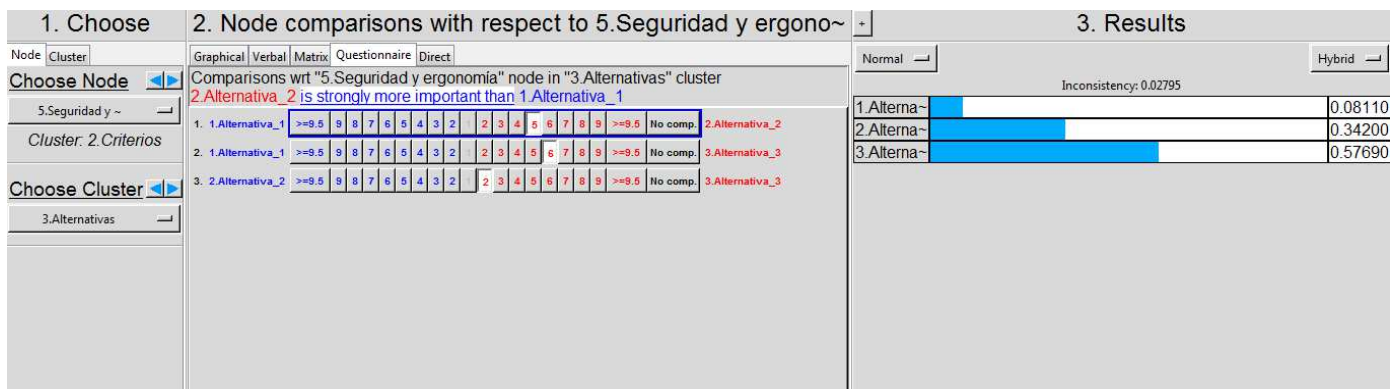 1. Choose
2. Node comparisons with respect to 5.Seguridad y ergono~
+
3. Results
Node Cluster
Graphical Verbal Matrix Questionnaire Direct
Normal
Hybrid
Choose Node
Comparisons wrt "5.Seguridad y ergonomía" node in "3.Alternativas" cluster
2.Alternativa_2 is strongly more important than 1.Alternativa_1
Inconsistency: 0.02795
5.Seguridad y ~
Cluster: 2.Criterios
1. 1.Alternativa_1 >=9.5 9 8 7 6 5 4 3 2 1 2 3 4 5 6 7 8 9 >=9.5 No comp. 2.Alternativa_2
2. 1.Alternativa_1 >=9.5 9 8 7 6 5 4 3 2 1 2 3 4 5 6 7 8 9 >=9.5 No comp. 3.Alternativa_3
3. 2.Alternativa_2 >=9.5 9 8 7 6 5 4 3 2 1 2 3 4 5 6 7 8 9 >=9.5 No comp. 3.Alternativa_3
1.Alterna~ 0.08110
2.Alterna~ 0.34200
3.Alterna~ 0.57690
Choose Cluster
3.Alternativas